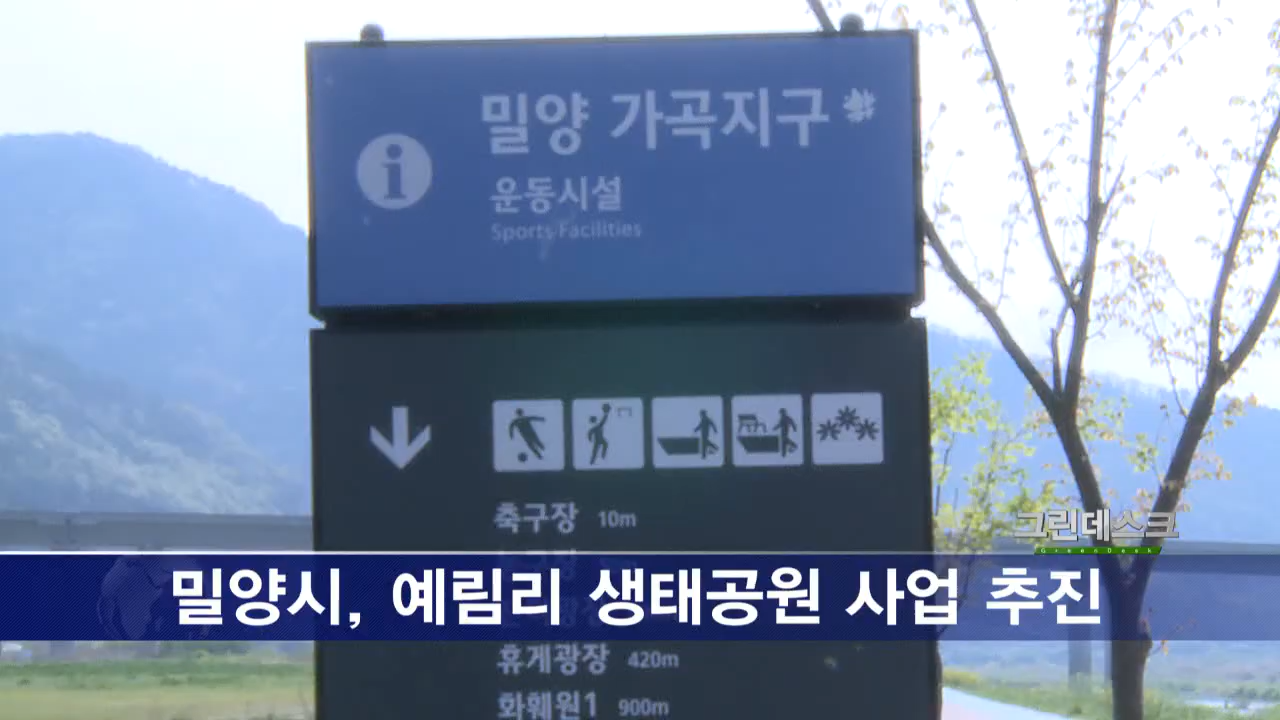 밀양 가곡지구
운동시설
Sports Facilities
축구장 10m
그린데스크
GreenDesk
밀양시, 예림리 생태공원 사업 추진
휴게광장 420m
화훼원1 900m